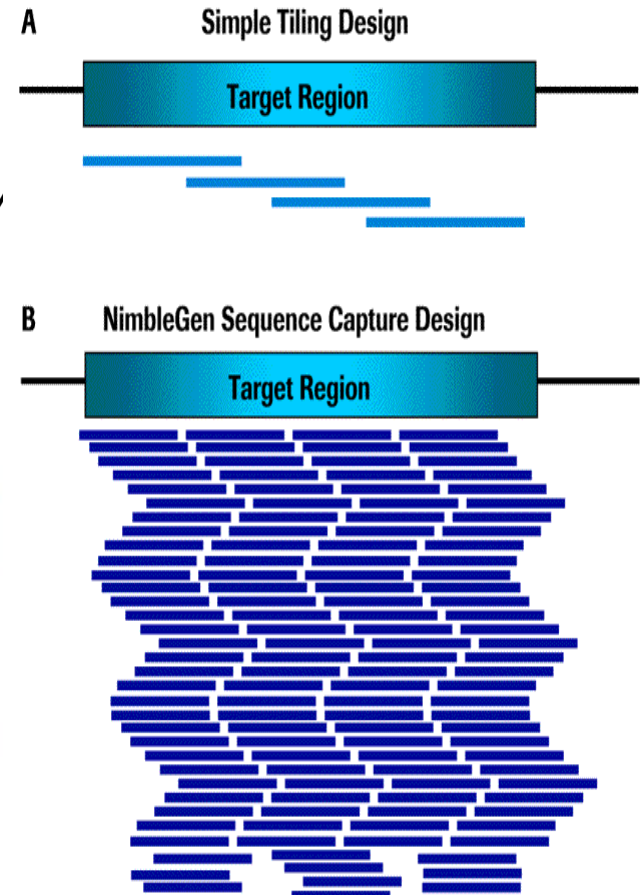 A
Simple Tiling Design
Target Region
B
NimbleGen Sequence Capture Design
Target Region